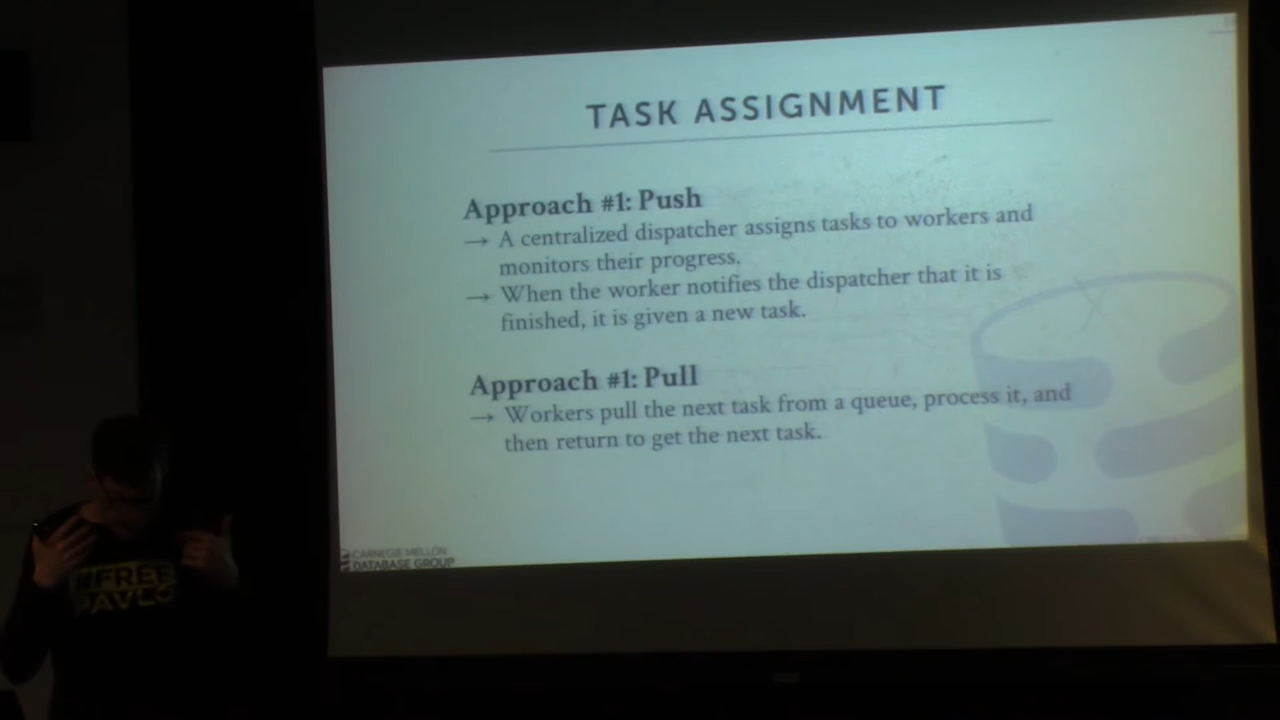 TASK ASSIGNMENT
Approach #1: Push
→ A centralized dispatcher assigns tasks to workers and
monitors their progress.
→ When the worker notifies the dispatcher that it is
finished, it is given a new task.
Approach #1: Pull
→ Workers pull the next task from a queue, process it, and
then return to get the next task.
CARNEGIE MELLON
DATABASE GROUP
#FREE
PAVLO